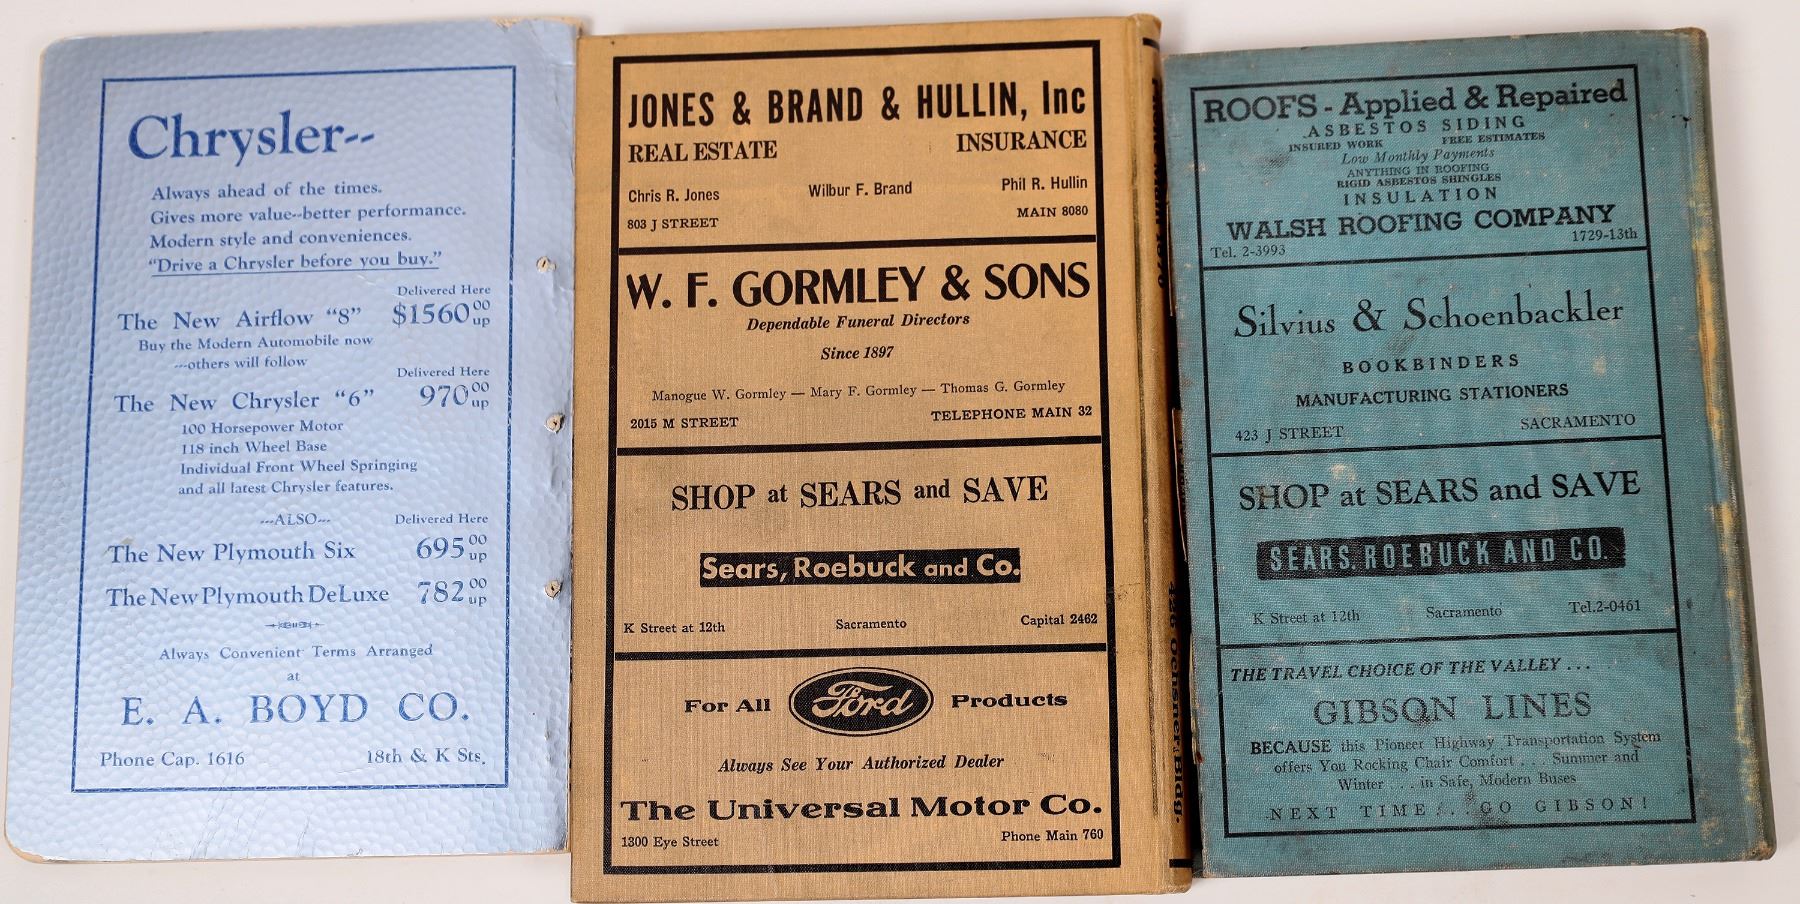 Chrysler--
Always ahead of the times.
Gives more value--better performance.
Modern style and conveniences.
"Drive a Chrysler before you buy."
Delivered Here
The New Airflow "8" $1560.00 up
Buy the Modern Automobile now
---others will follow
Delivered Here
The New Chrysler "6" 970.00 up
100 Horsepower Motor
118 inch Wheel Base
Individual Front Wheel Springing
and all latest Chrysler features.
---ALSO--- Delivered Here
The New Plymouth Six 695.00 up
The New Plymouth DeLuxe 782.00 up
Always Convenient Terms Arranged
at
E. A. BOYD CO.
Phone Cap. 1616 18th & K Sts.
JONES & BRAND & HULLIN, Inc
REAL ESTATE INSURANCE
Chris R. Jones Wilbur F. Brand Phil R. Hullin
803 J STREET MAIN 8080
W. F. GORMLEY & SONS
Dependable Funeral Directors
Since 1897
Manogue W. Gormley — Mary F. Gormley — Thomas G. Gormley
2015 M STREET TELEPHONE MAIN 32
SHOP at SEARS and SAVE
Sears, Roebuck and Co.
K Street at 12th Sacramento Capital 2462
For All Ford Products
Always See Your Authorized Dealer
The Universal Motor Co.
1300 Eye Street Phone Main 760
ROOFS - Applied & Repaired
ASBESTOS SIDING
INSURED WORK FREE ESTIMATES
Low Monthly Payments
ANYTHING IN ROOFING
RIGID ASBESTOS SHINGLES
INSULATION
WALSH ROOFING COMPANY
Tel. 2-3993 1729-13th
Silvius & Schoenbackler
BOOKBINDERS
MANUFACTURING STATIONERS
423 J STREET SACRAMENTO
SHOP at SEARS and SAVE
SEARS, ROEBUCK AND CO.
K Street at 12th Sacramento Tel.2-0461
THE TRAVEL CHOICE OF THE VALLEY . . .
GIBSON LINES
BECAUSE this Pioneer Highway Transportation System
offers You Rocking Chair Comfort . . . Summer and
Winter . . . in Safe, Modern Buses
NEXT TIME . . . GO GIBSON!